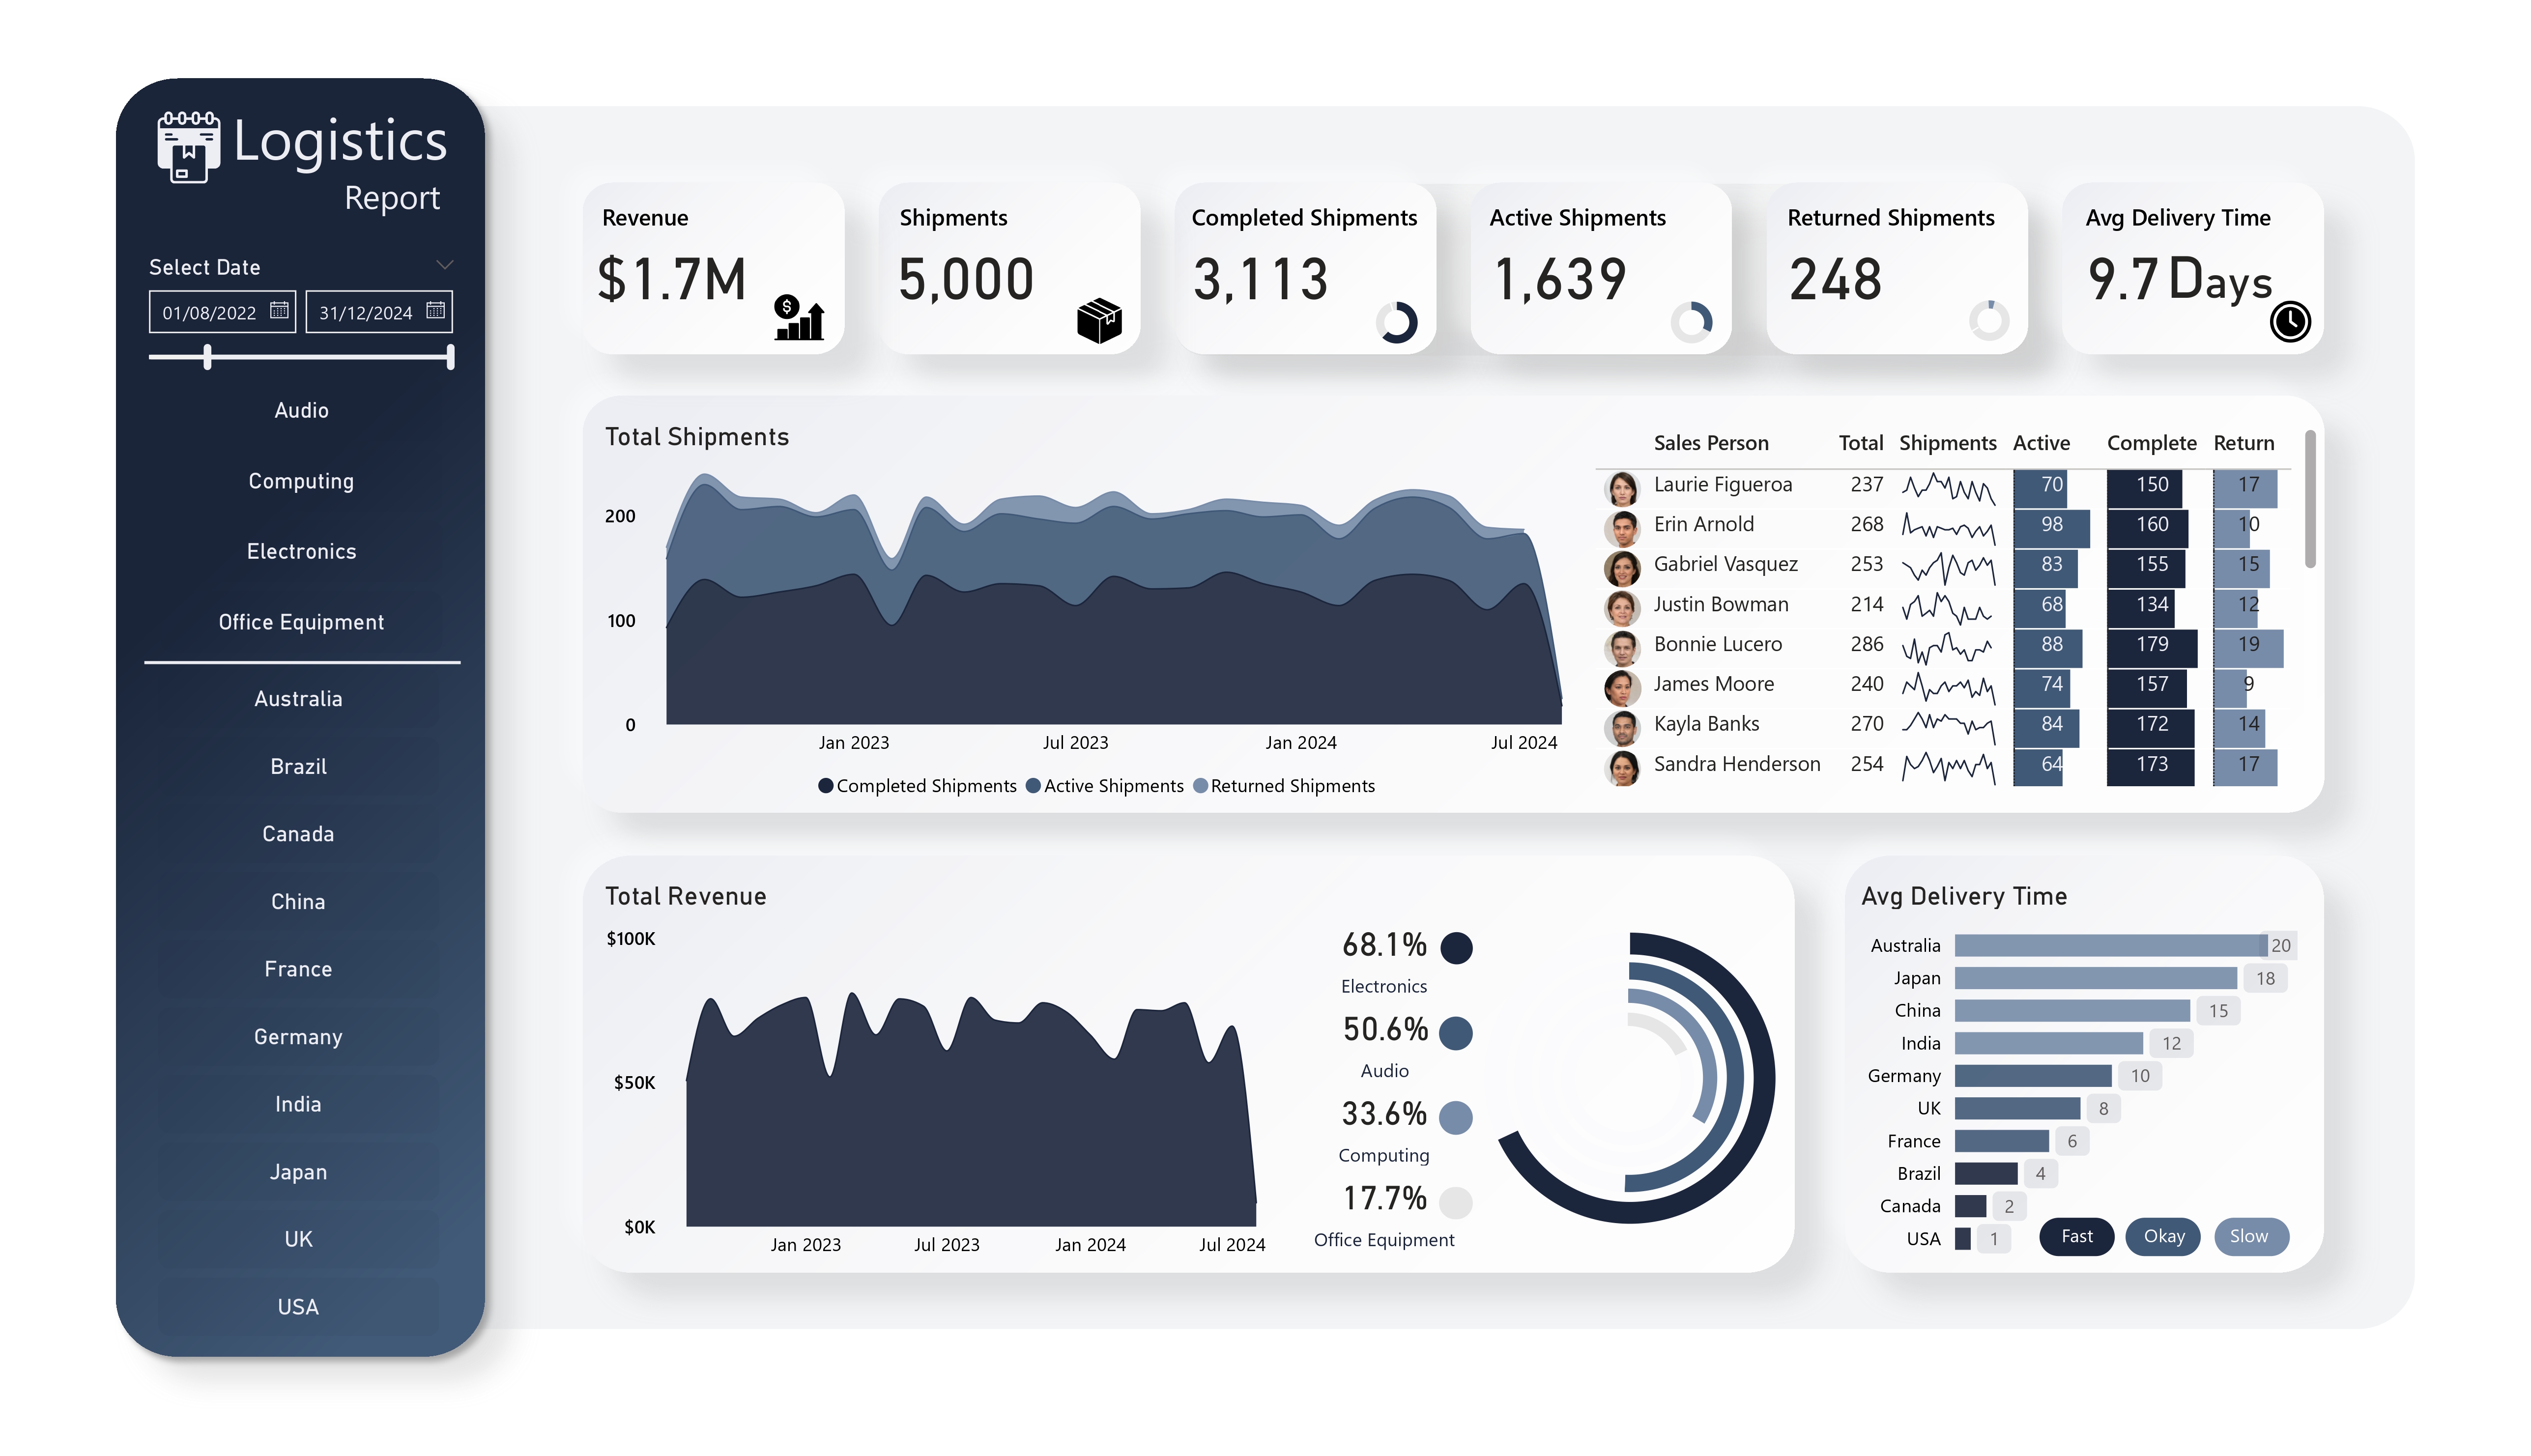 Logistics
Report
Select Date
01/08/2022 31/12/2024
Audio
Computing
Electronics
Office Equipment
Australia
Brazil
Canada
China
France
Germany
India
Japan
UK
USA
Revenue
$1.7M
$
Shipments
5,000
Completed Shipments
3,113
Active Shipments
1,639
Returned Shipments
248
Avg Delivery Time
9.7 Days
Total Shipments
200
100
0
Jan 2023 Jul 2023 Jan 2024 Jul 2024
Completed Shipments Active Shipments Returned Shipments
Sales Person Total Shipments Active Complete Return
Laurie Figueroa 237 70 150 17
Erin Arnold 268 98 160 10
Gabriel Vasquez 253 83 155 15
Justin Bowman 214 68 134 12
Bonnie Lucero 286 88 179 19
James Moore 240 74 157 9
Kayla Banks 270 84 172 14
Sandra Henderson 254 64 173 17
Total Revenue
$100K
$50K
$0K
Jan 2023 Jul 2023 Jan 2024 Jul 2024
68.1%
Electronics
50.6%
Audio
33.6%
Computing
17.7%
Office Equipment
Avg Delivery Time
Australia 20
Japan 18
China 15
India 12
Germany 10
UK 8
France 6
Brazil 4
Canada 2
USA 1
Fast Okay Slow